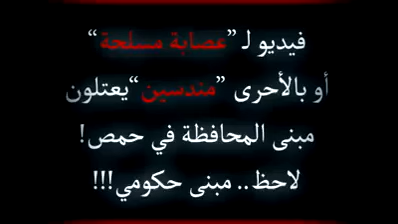 فيديو لـ ”عصابة مسلحة“
أو بالأحرى ”مندسين“يعتلون
مبنى المحافظة في حمص!
لاحظ.. مبنى حكومي!!!